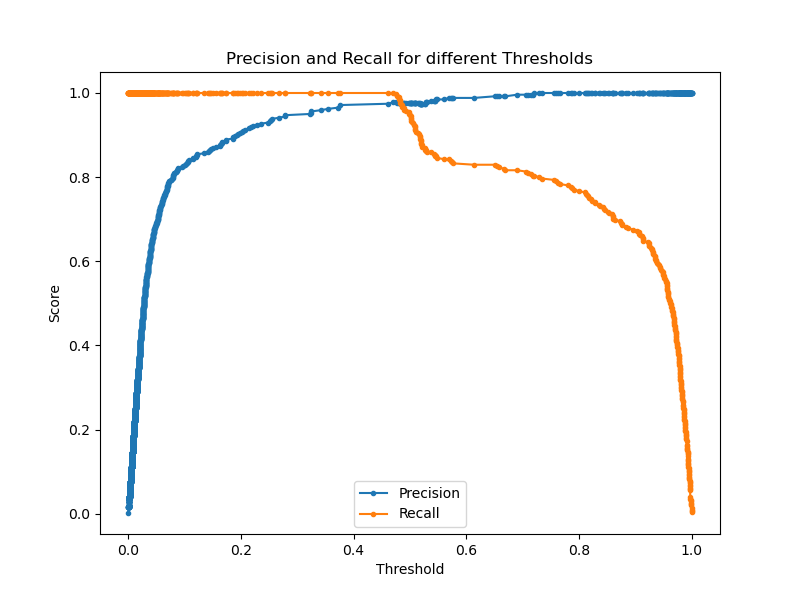 Precision and Recall for different Thresholds
1.0
0.8
0.6
0.4
0.2
0.0
Score
Precision
Recall
0.0 0.2 0.4 0.6 0.8 1.0
Threshold